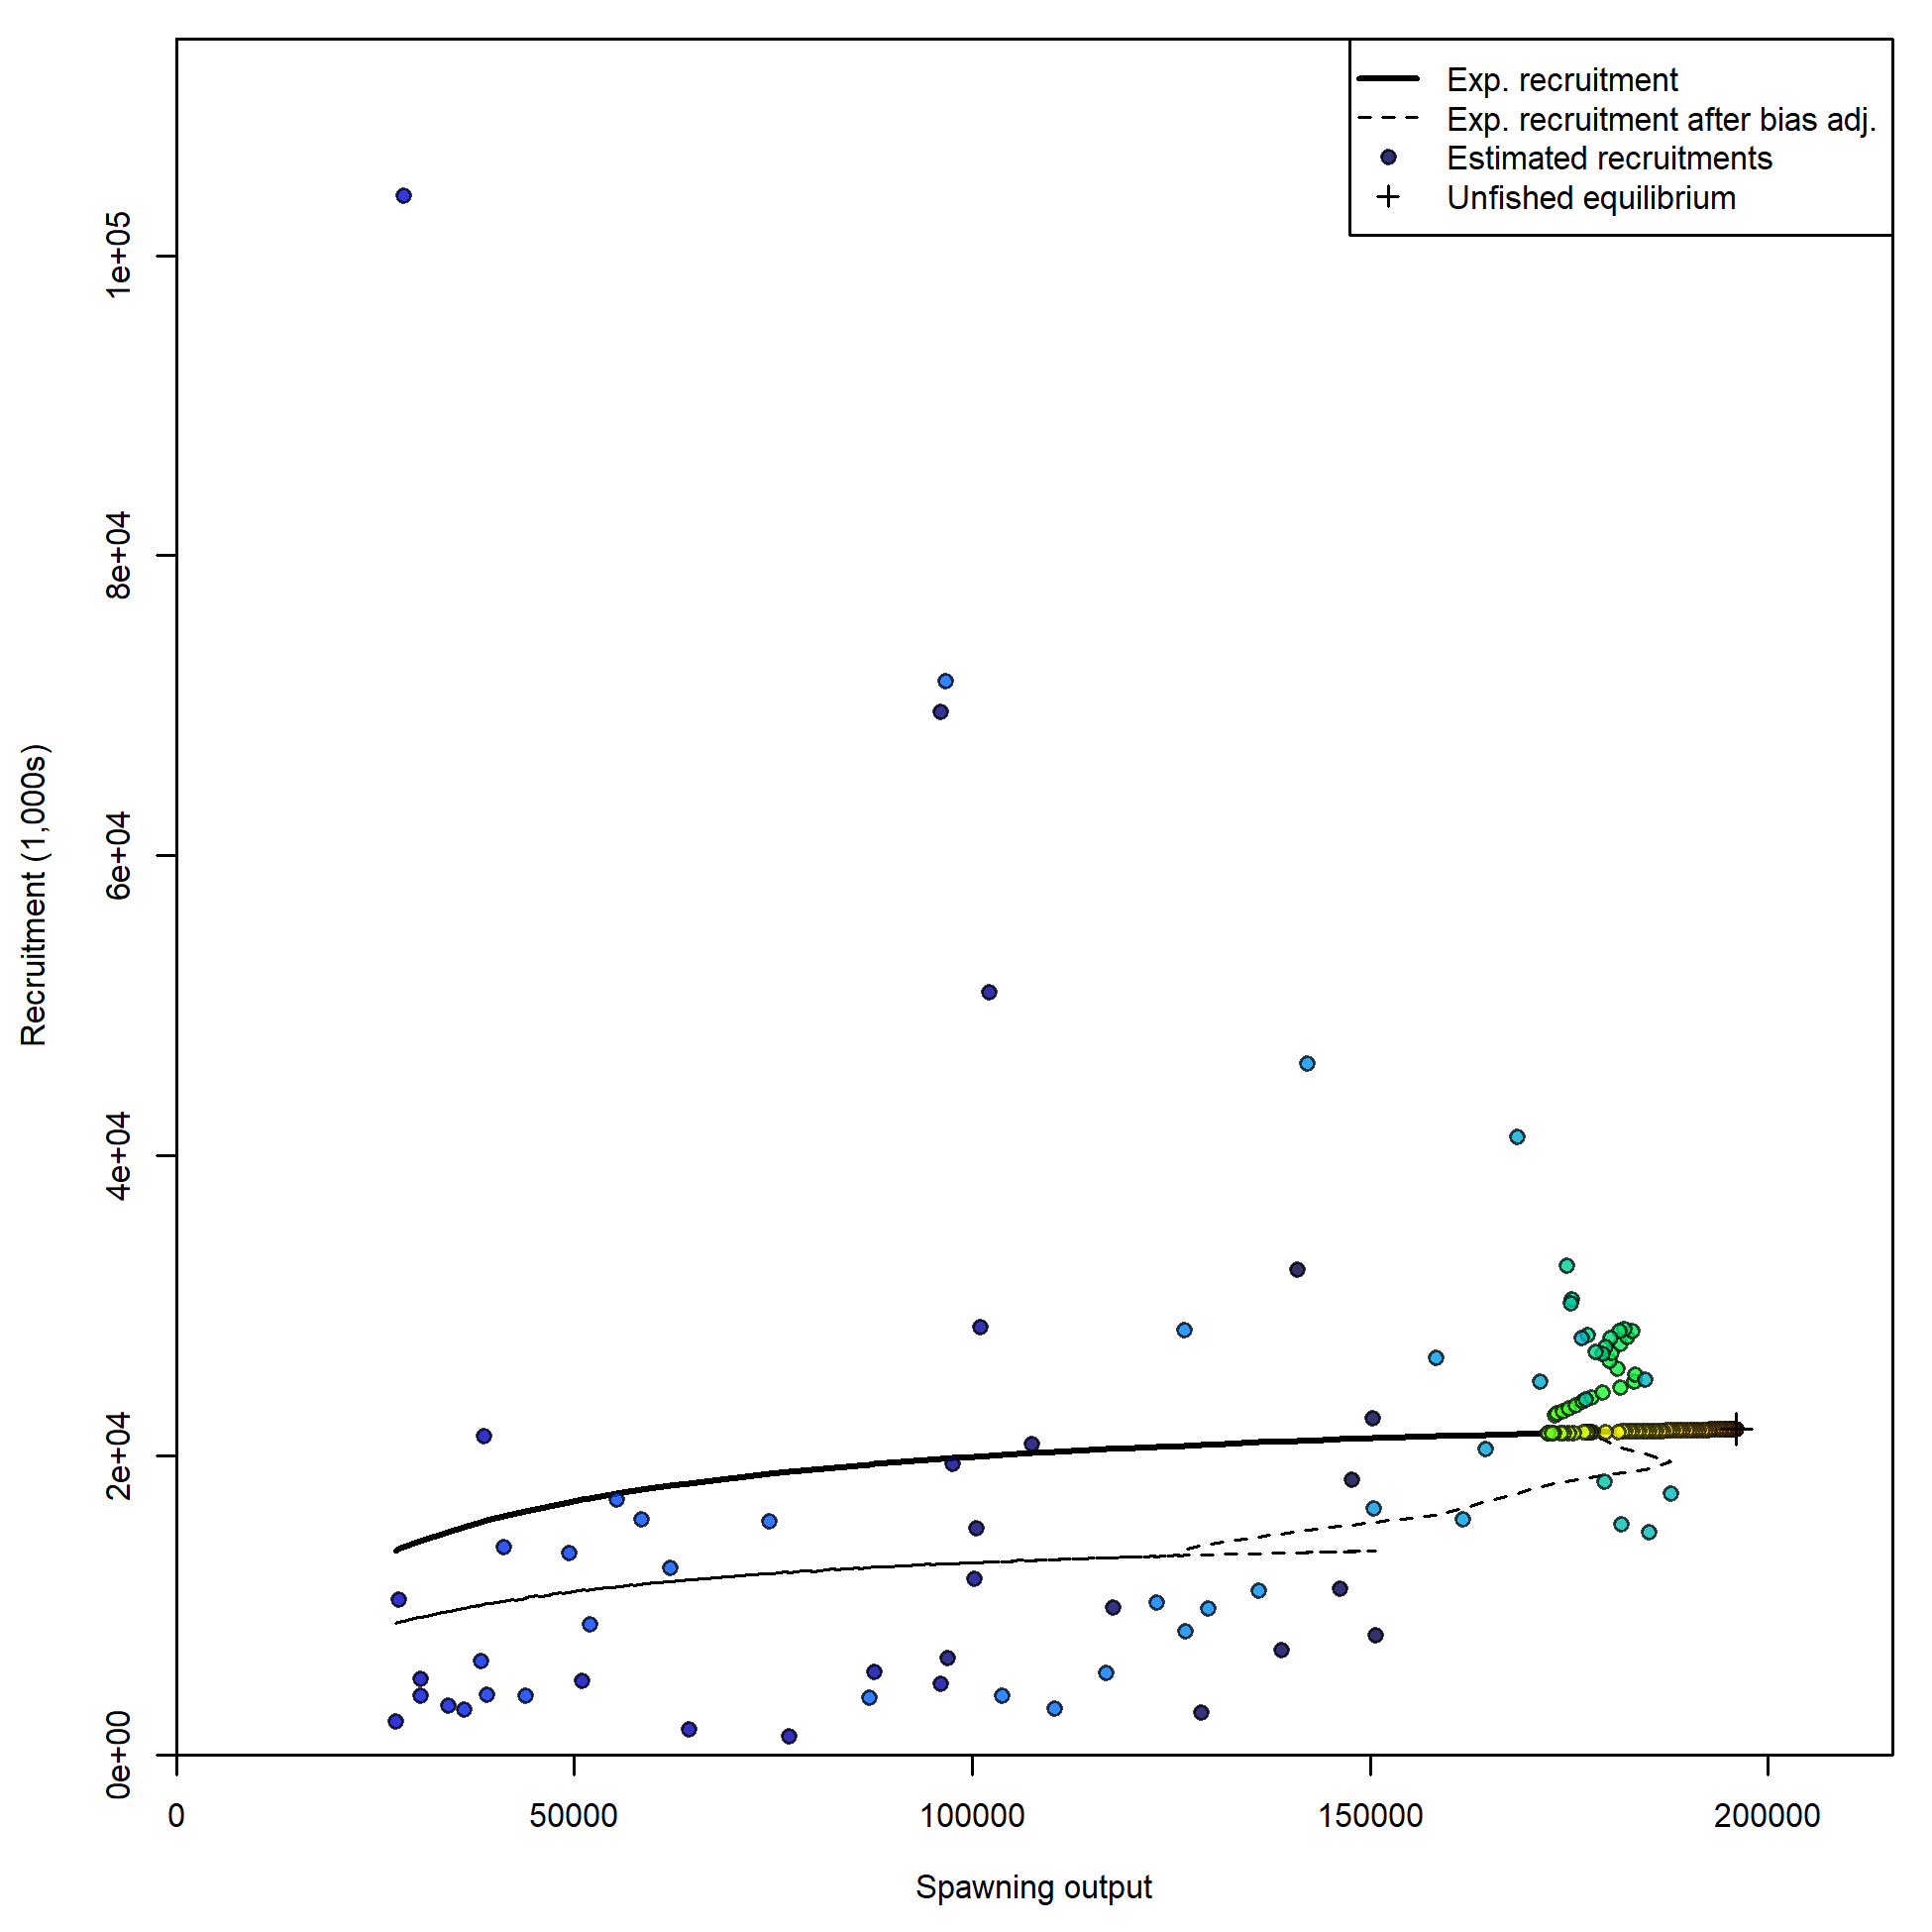 Exp. recruitment
Exp. recruitment after bias adj.
Estimated recruitments
Unfished equilibrium
1e+05
8e+04
6e+04
4e+04
2e+04
0e+00
Recruitment (1,000s)
0 50000 100000 150000 200000
Spawning output